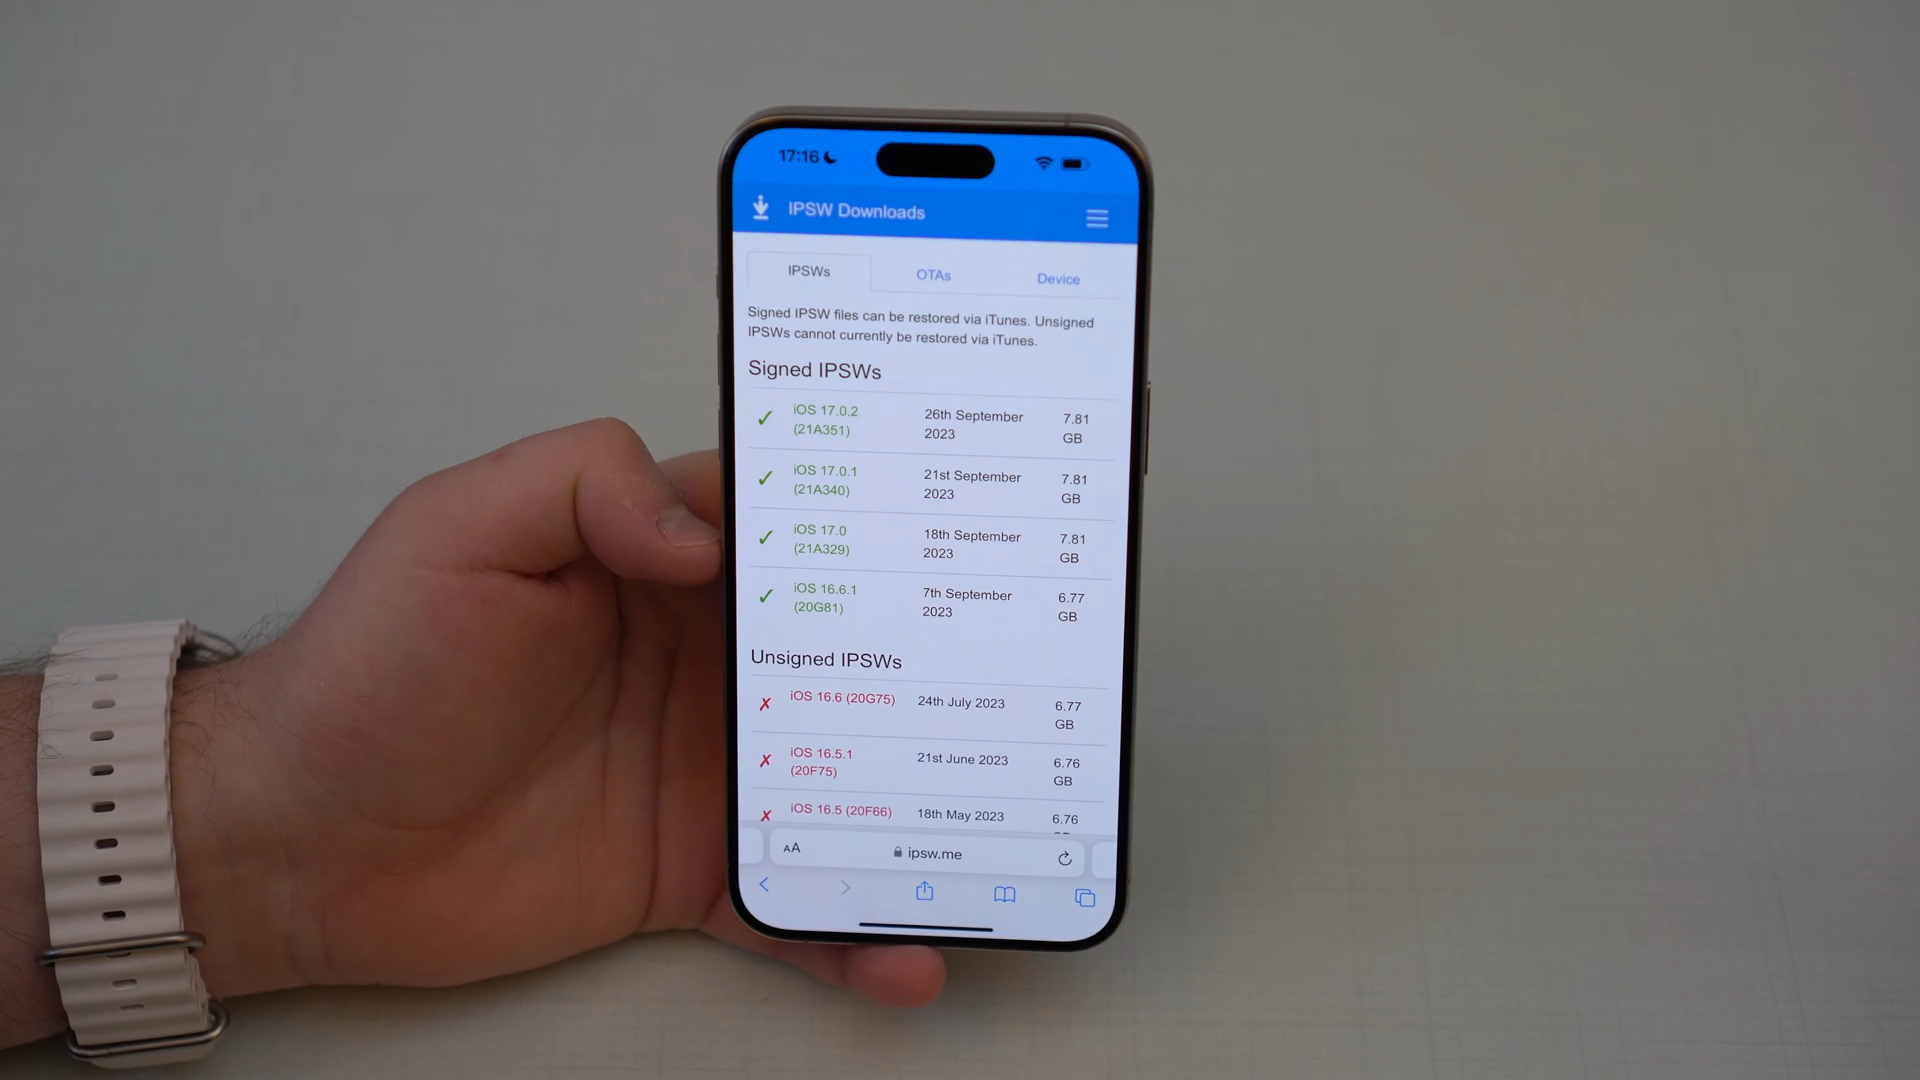 17:16
IPSW Downloads
IPSWs
OTAs
Device
Signed IPSW files can be restored via iTunes. Unsigned
IPSWs cannot currently be restored via iTunes.
Signed IPSWs
✓ iOS 17.0.2 26th September 7.81
(21A351) 2023 GB
✓ iOS 17.0.1 21st September 7.81
(21A340) 2023 GB
✓ iOS 17.0 18th September 7.81
(21A329) 2023 GB
✓ iOS 16.6.1 7th September 6.77
(20G81) 2023 GB
Unsigned IPSWs
✗ iOS 16.6 (20G75) 24th July 2023 6.77
GB
✗ iOS 16.5.1 21st June 2023 6.76
(20F75) GB
✗ iOS 16.5 (20F66) 18th May 2023 6.76
AA ipsw.me